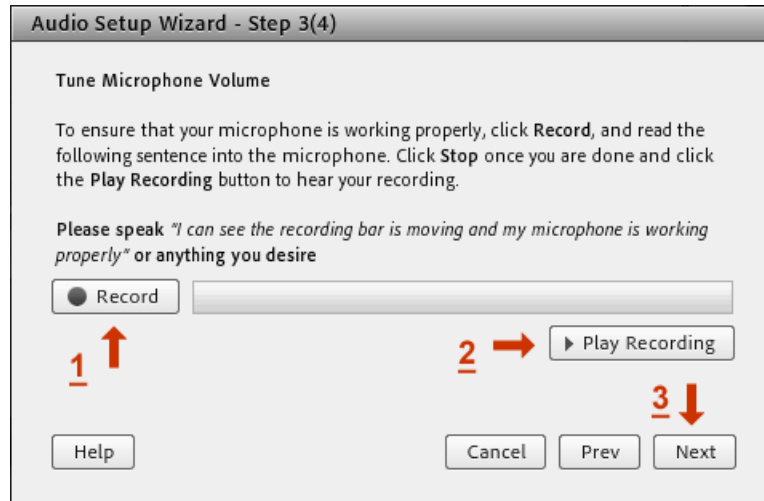 Audio Setup Wizard - Step 3(4)
Tune Microphone Volume
To ensure that your microphone is working properly, click Record, and read the
following sentence into the microphone. Click Stop once you are done and click
the Play Recording button to hear your recording.
Please speak "I can see the recording bar is moving and my microphone is working
properly" or anything you desire
Record
1
2
Play Recording
3
Help
Cancel
Prev
Next